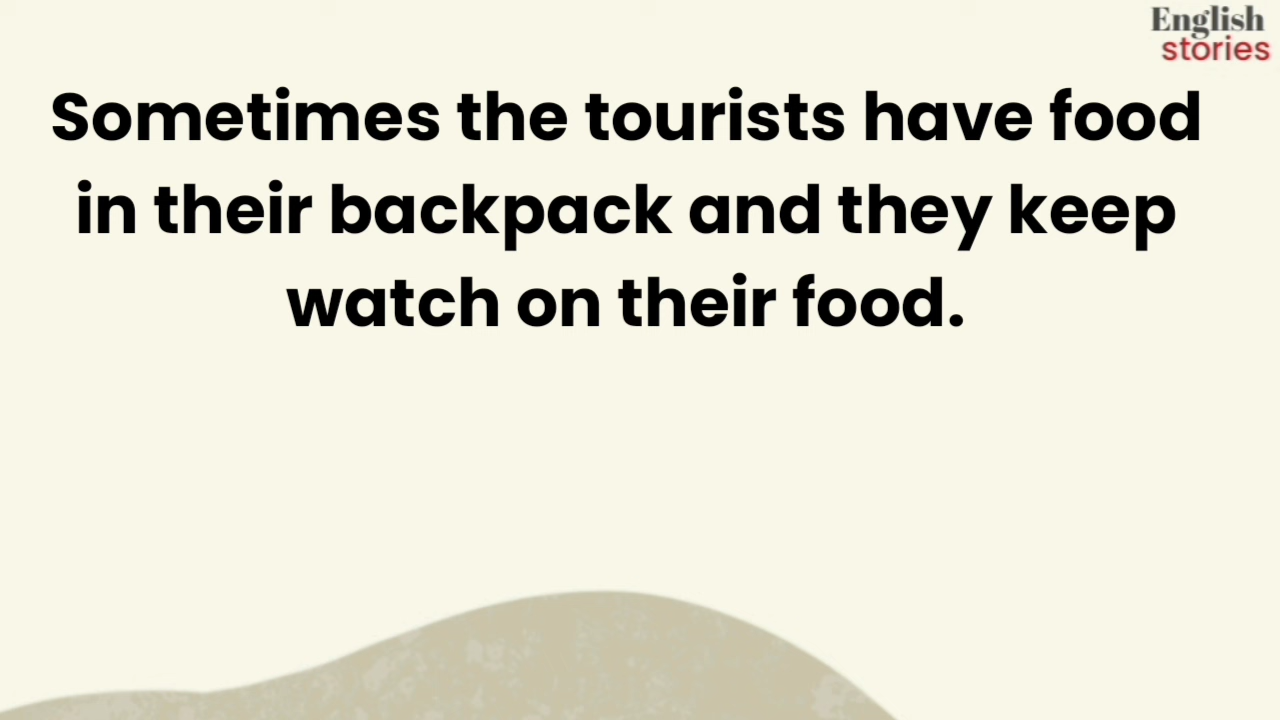 English
stories
Sometimes the tourists have food
in their backpack and they keep
watch on their food.